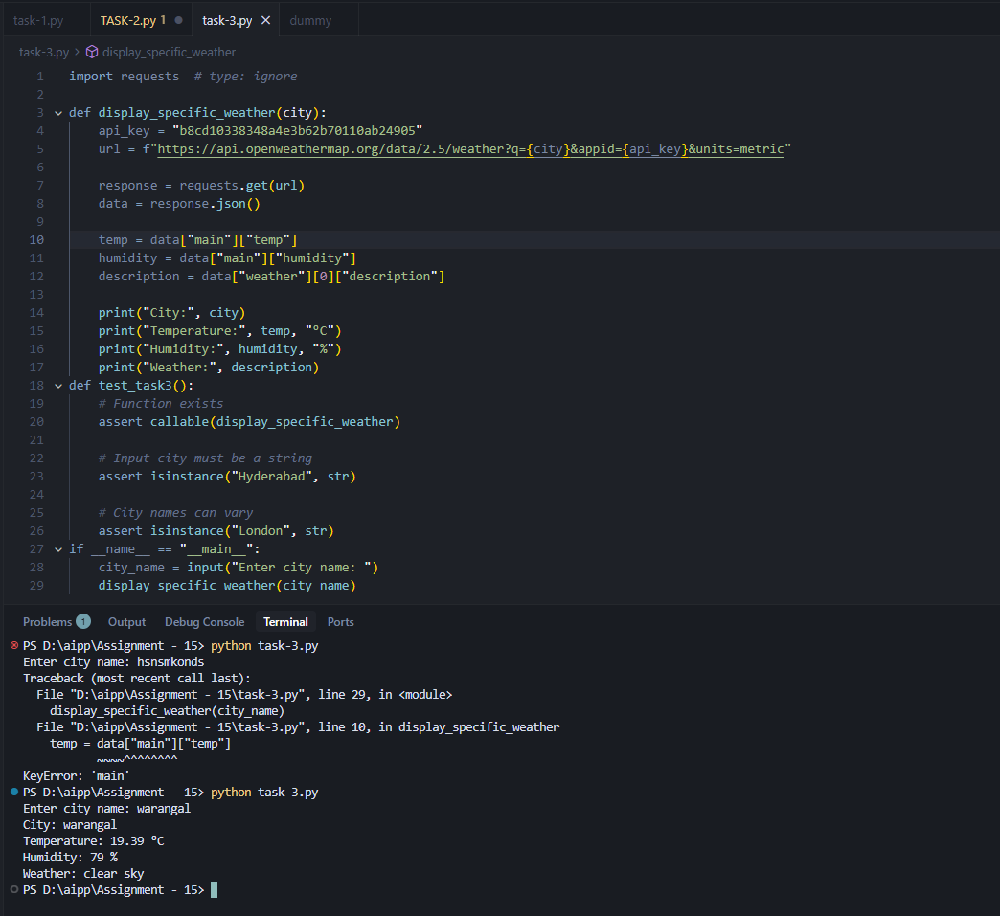 task-1.py TASK-2.py 1 task-3.py dummy
task-3.py > display_specific_weather
1 import requests  # type: ignore
2
3 def display_specific_weather(city):
4     api_key = "b8cd10338348a4e3b62b70110ab24905"
5     url = f"https://api.openweathermap.org/data/2.5/weather?q={city}&appid={api_key}&units=metric"
6
7     response = requests.get(url)
8     data = response.json()
9
10     temp = data["main"]["temp"]
11     humidity = data["main"]["humidity"]
12     description = data["weather"][0]["description"]
13
14     print("City:", city)
15     print("Temperature:", temp, "°C")
16     print("Humidity:", humidity, "%")
17     print("Weather:", description)
18 def test_task3():
19     # Function exists
20     assert callable(display_specific_weather)
21
22     # Input city must be a string
23     assert isinstance("Hyderabad", str)
24
25     # City names can vary
26     assert isinstance("London", str)
27 if __name__ == "__main__":
28     city_name = input("Enter city name: ")
29     display_specific_weather(city_name)
Problems 1 Output Debug Console Terminal Ports
PS D:\aipp\Assignment - 15> python task-3.py
Enter city name: hsnsmkonds
Traceback (most recent call last):
  File "D:\aipp\Assignment - 15\task-3.py", line 29, in <module>
    display_specific_weather(city_name)
  File "D:\aipp\Assignment - 15\task-3.py", line 10, in display_specific_weather
    temp = data["main"]["temp"]
           ~~~~^^^^^^^^
KeyError: 'main'
PS D:\aipp\Assignment - 15> python task-3.py
Enter city name: warangal
City: warangal
Temperature: 19.39 °C
Humidity: 79 %
Weather: clear sky
PS D:\aipp\Assignment - 15>